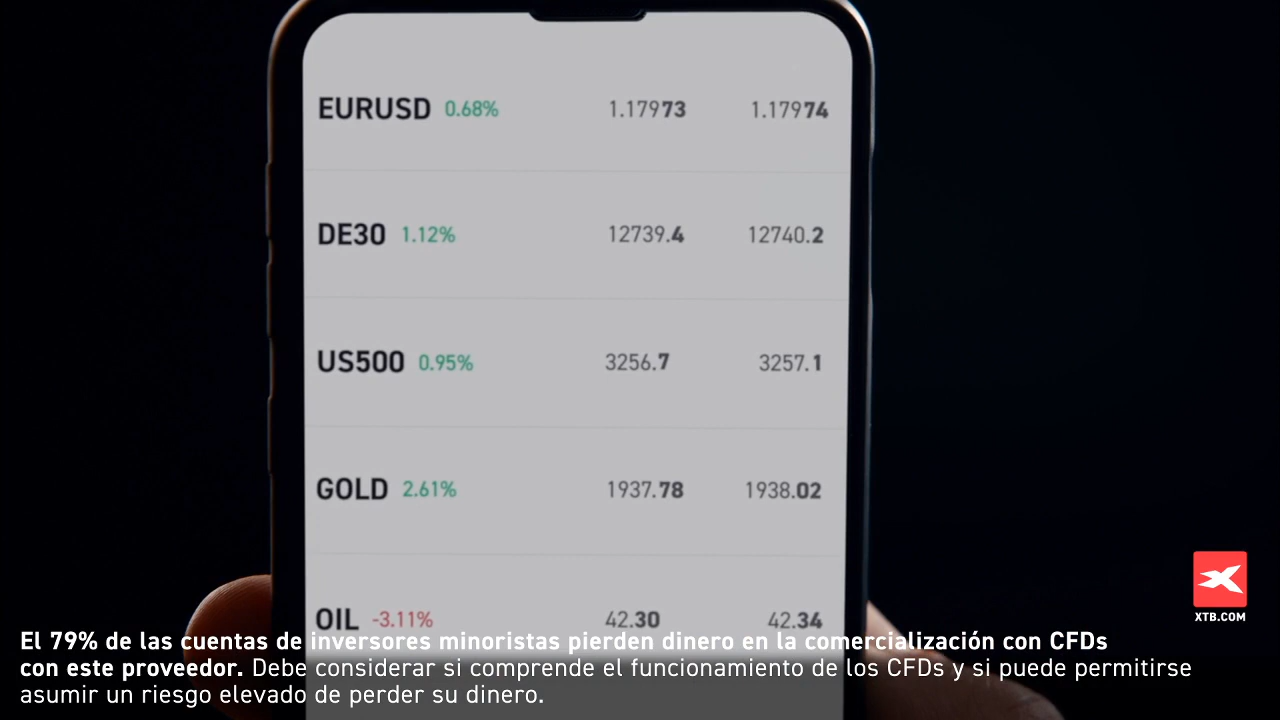 EURUSD 0.68% 1.17973 1.17974
DE30 1.12% 12739.4 12740.2
US500 0.95% 3256.7 3257.1
GOLD 2.61% 1937.78 1938.02
OIL -3.11% 42.30 42.34
XTB.COM
El 79% de las cuentas de inversores minoristas pierden dinero en la comercialización con CFDs
con este proveedor. Debe considerar si comprende el funcionamiento de los CFDs y si puede permitirse
asumir un riesgo elevado de perder su dinero.